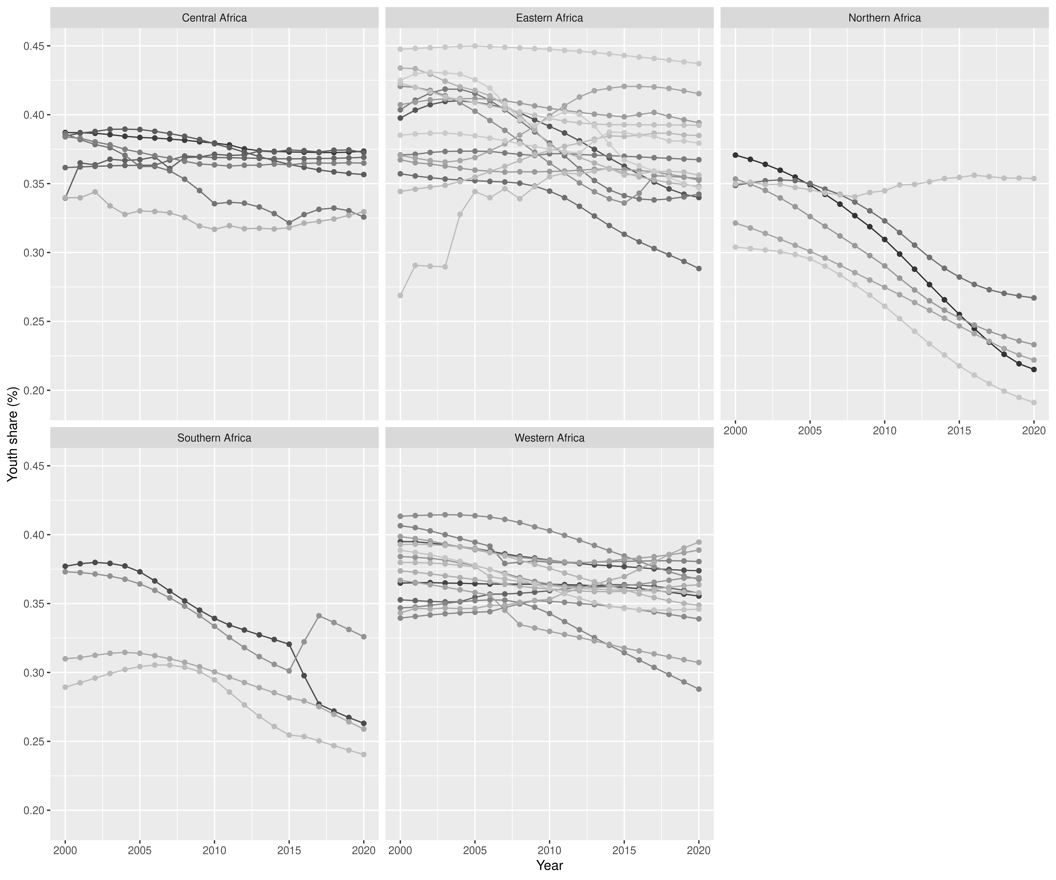 Central Africa
Eastern Africa
Northern Africa
0.45
0.40
0.35
0.30
0.25
0.20
2000 2005 2010 2015 2020
Youth share (%)
Southern Africa
Western Africa
0.45
0.40
0.35
0.30
0.25
0.20
2000 2005 2010 2015 2020
2000 2005 2010 2015 2020
Year